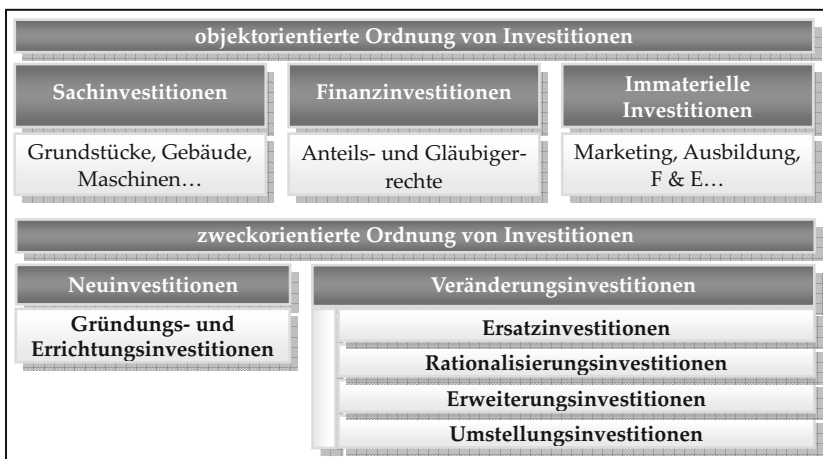 objektorientierte Ordnung von Investitionen
Sachinvestitionen
Grundstücke, Gebäude,
Maschinen…
Finanzinvestitionen
Anteils- und Gläubiger-
rechte
Immaterielle
Investitionen
Marketing, Ausbildung,
F & E…
zweckorientierte Ordnung von Investitionen
Neuinvestitionen
Gründungs- und
Errichtungsinvestitionen
Veränderungsinvestitionen
Ersatzinvestitionen
Rationalisierungsinvestitionen
Erweiterungsinvestitionen
Umstellungsinvestitionen